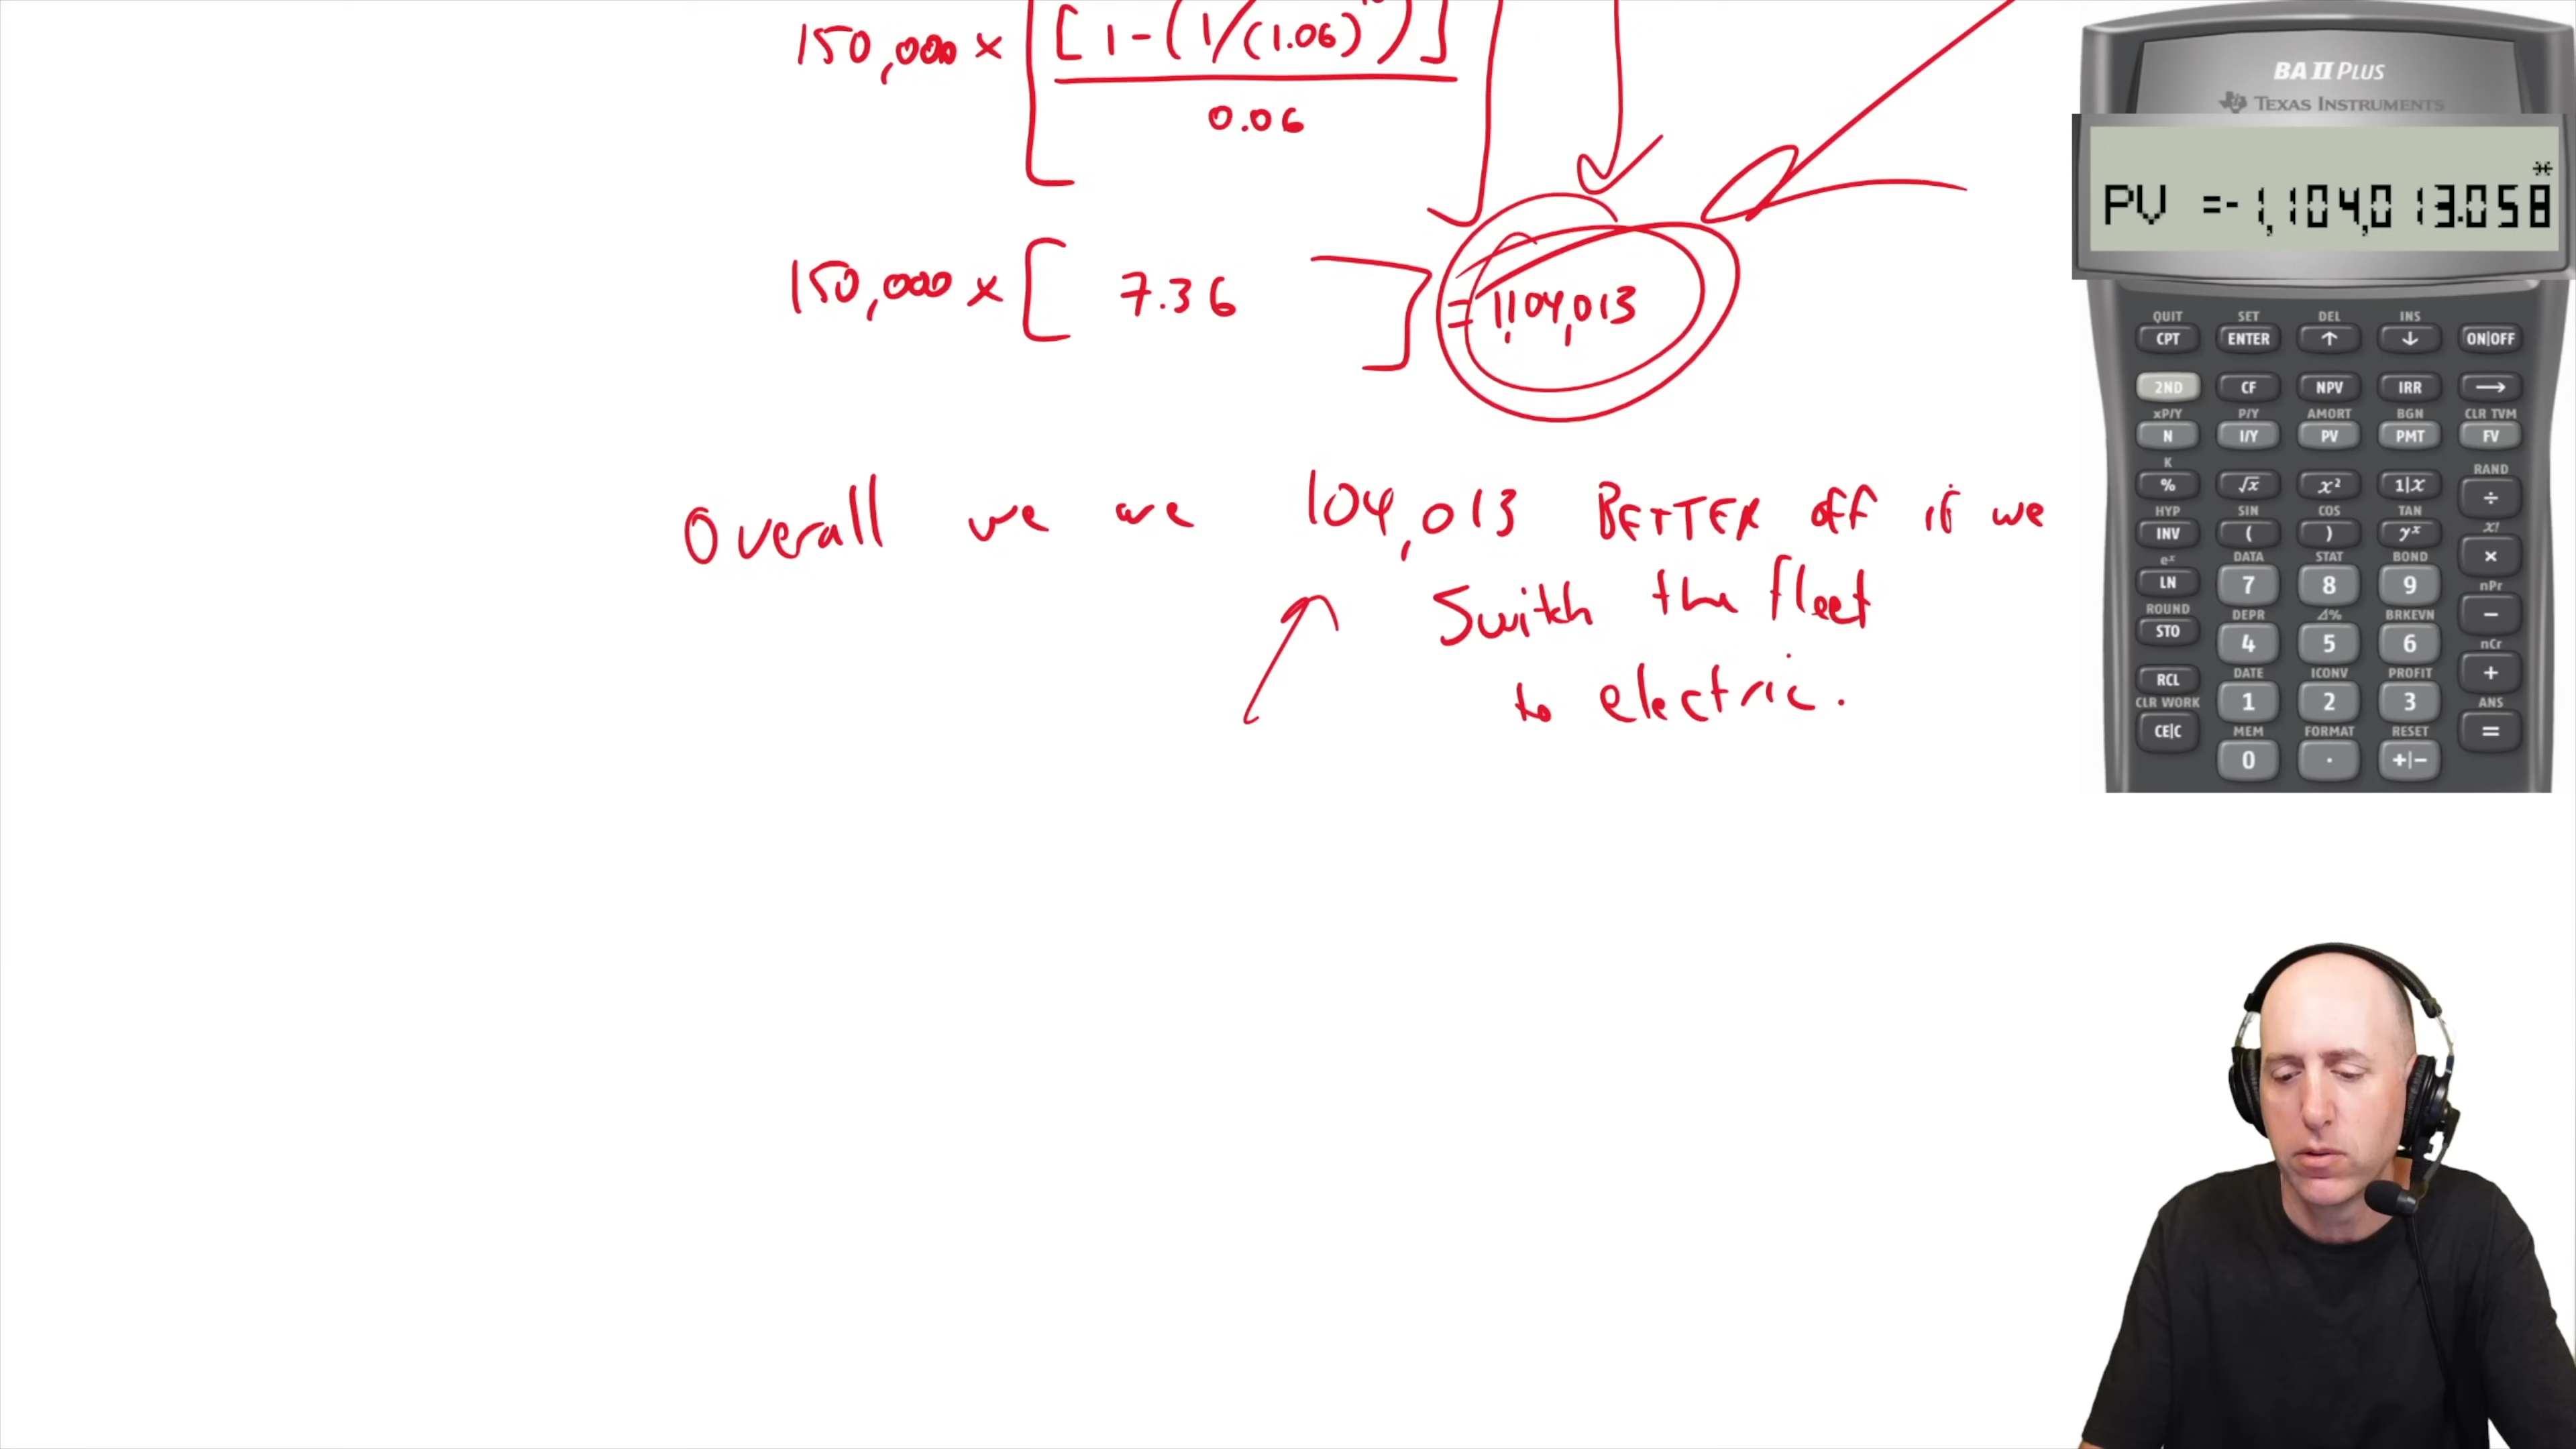 150,000 × [ [ 1 - ( 1/(1.06)^10 ) ]
0.06
150,000 × [ 7.36 ] = 1,104,013
Overall we are 104,013 BETTER off if we
Switch the fleet
to electric.
BA II PLUS
TEXAS INSTRUMENTS
*
PV =-1,104,013.058
QUIT SET DEL INS
CPT ENTER ↑ ↓ ON|OFF
2ND CF NPV IRR →
xP/Y P/Y AMORT BGN CLR TVM
N I/Y PV PMT FV
K RAND
% √x x² 1|x ÷
HYP SIN COS TAN x!
INV ( ) yˣ ×
eˣ DATA STAT BOND nPr
LN 7 8 9 −
ROUND DEPR Δ% BRKEVN nCr
STO 4 5 6 +
DATE ICONV PROFIT
RCL 1 2 3
CLR WORK ANS
CE|C MEM FORMAT RESET =
0 . +|−